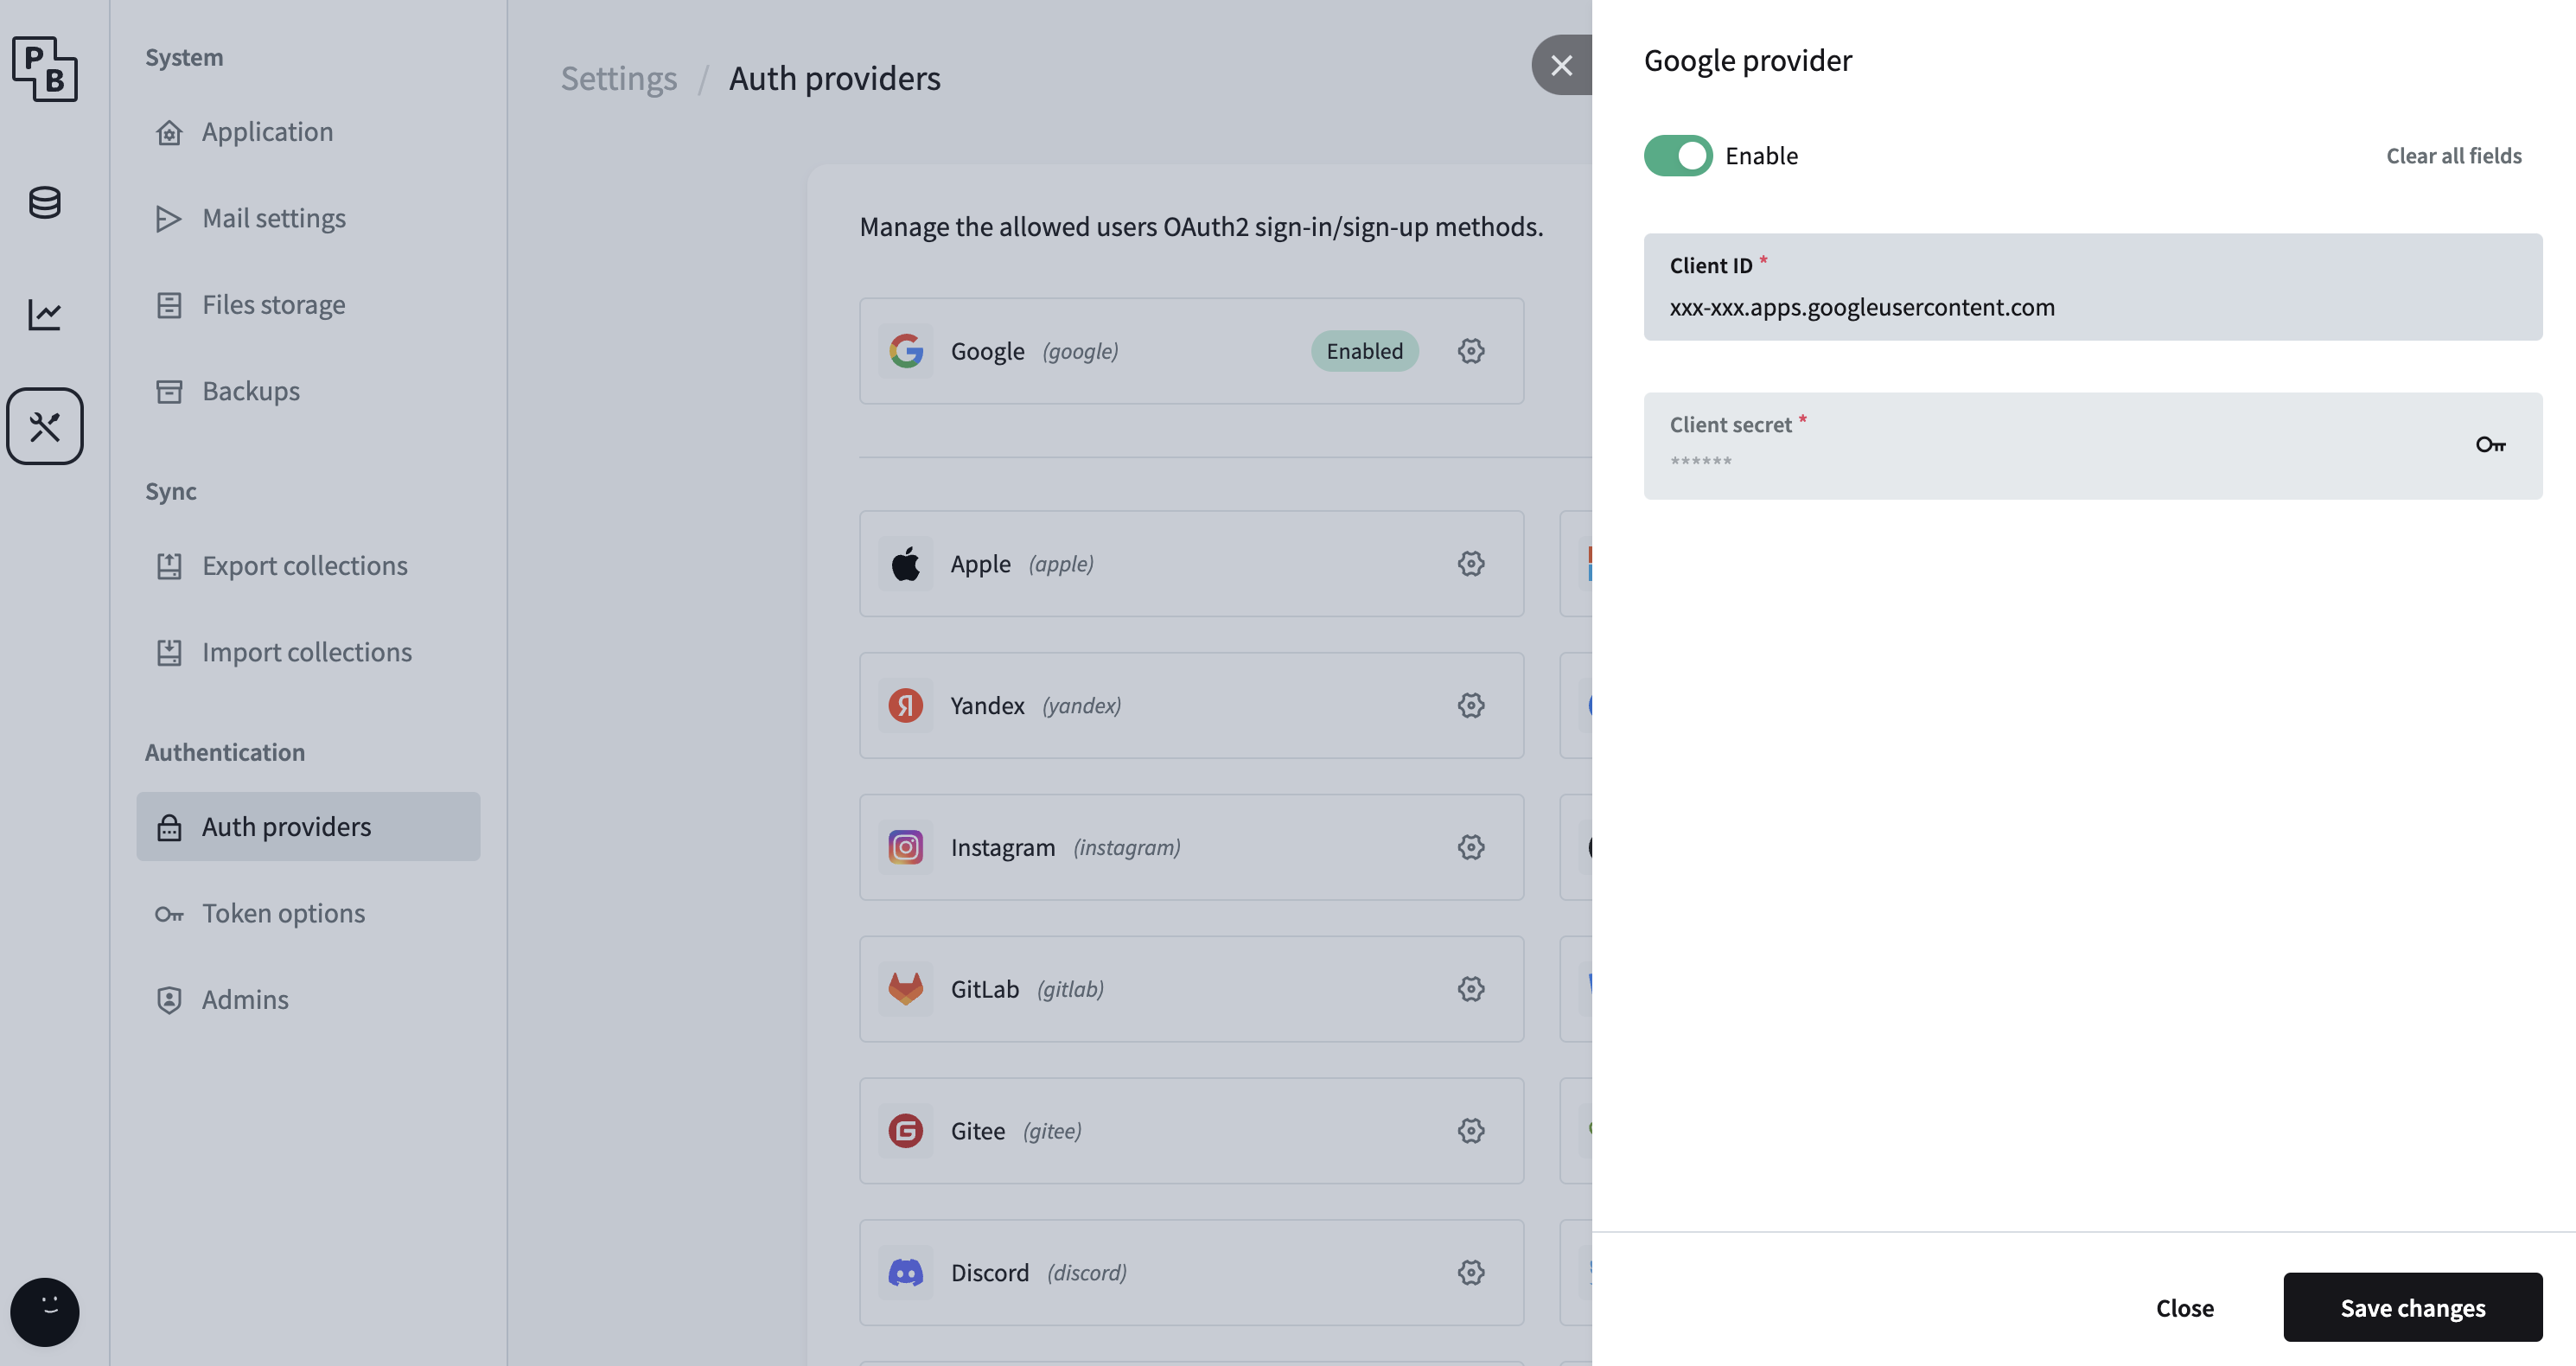 P
B
System
Application
Mail settings
Files storage
Backups
Sync
Export collections
Import collections
Authentication
Auth providers
Token options
Admins
Settings / Auth providers
Manage the allowed users OAuth2 sign-in/sign-up methods.
Google (google) Enabled
Apple (apple)
Yandex (yandex)
Instagram (instagram)
GitLab (gitlab)
Gitee (gitee)
Discord (discord)
Google provider
Enable Clear all fields
Client ID *
xxx-xxx.apps.googleusercontent.com
Client secret *
******
Close Save changes